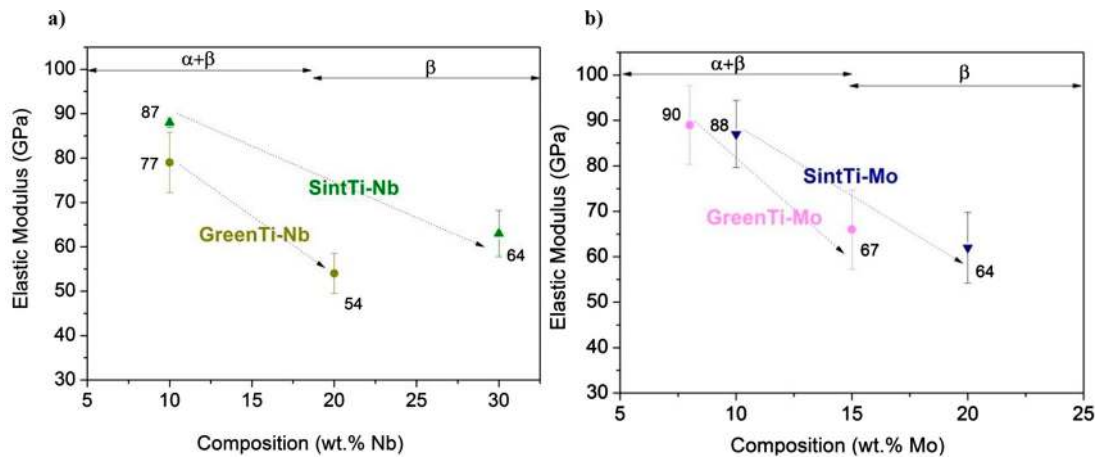 a)
α+β
β
100
90
80
70
60
50
40
30
87
77
SintTi-Nb
GreenTi-Nb
64
54
5
10
15
20
25
30
Elastic Modulus (GPa)
Composition (wt.% Nb)
b)
α+β
β
100
90
80
70
60
50
40
30
90
88
SintTi-Mo
GreenTi-Mo
67
64
5
10
15
20
25
Elastic Modulus (GPa)
Composition (wt.% Mo)